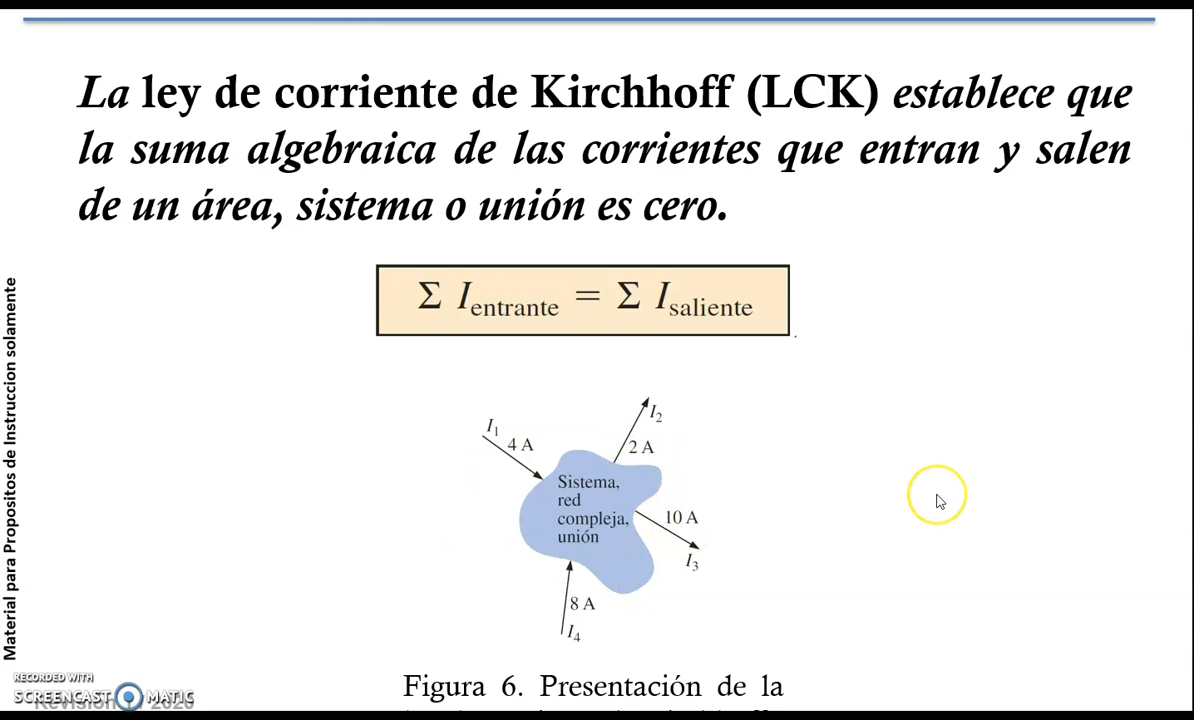 La ley de corriente de Kirchhoff (LCK) establece que
la suma algebraica de las corrientes que entran y salen
de un área, sistema o unión es cero.
Σ Ientrante = Σ Isaliente
I1
4 A
I2
2 A
Sistema,
red
compleja,
unión
10 A
I3
8 A
I4
Figura 6. Presentación de la
Material para Propositos de Instruccion solamente
RECORDED WITH
SCREENCAST MATIC